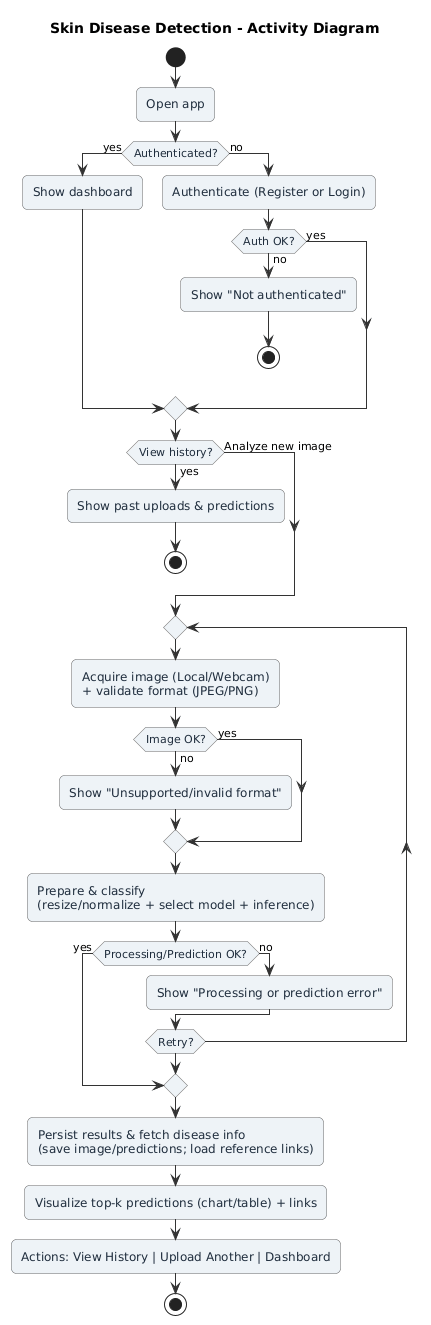 Skin Disease Detection - Activity Diagram
Open app
yes
Authenticated?
no
Show dashboard
Authenticate (Register or Login)
Auth OK?
yes
no
Show "Not authenticated"
View history?
Analyze new image
yes
Show past uploads & predictions
Acquire image (Local/Webcam)
+ validate format (JPEG/PNG)
Image OK?
yes
no
Show "Unsupported/invalid format"
Prepare & classify
(resize/normalize + select model + inference)
yes
Processing/Prediction OK?
no
Show "Processing or prediction error"
Retry?
Persist results & fetch disease info
(save image/predictions; load reference links)
Visualize top-k predictions (chart/table) + links
Actions: View History | Upload Another | Dashboard